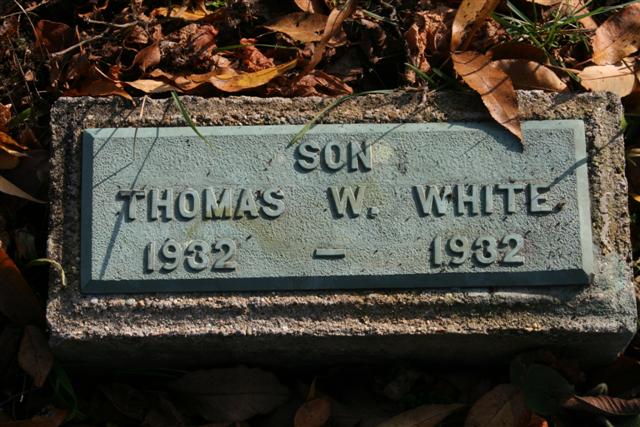 SON
THOMAS W. WHITE
1932 – 1932